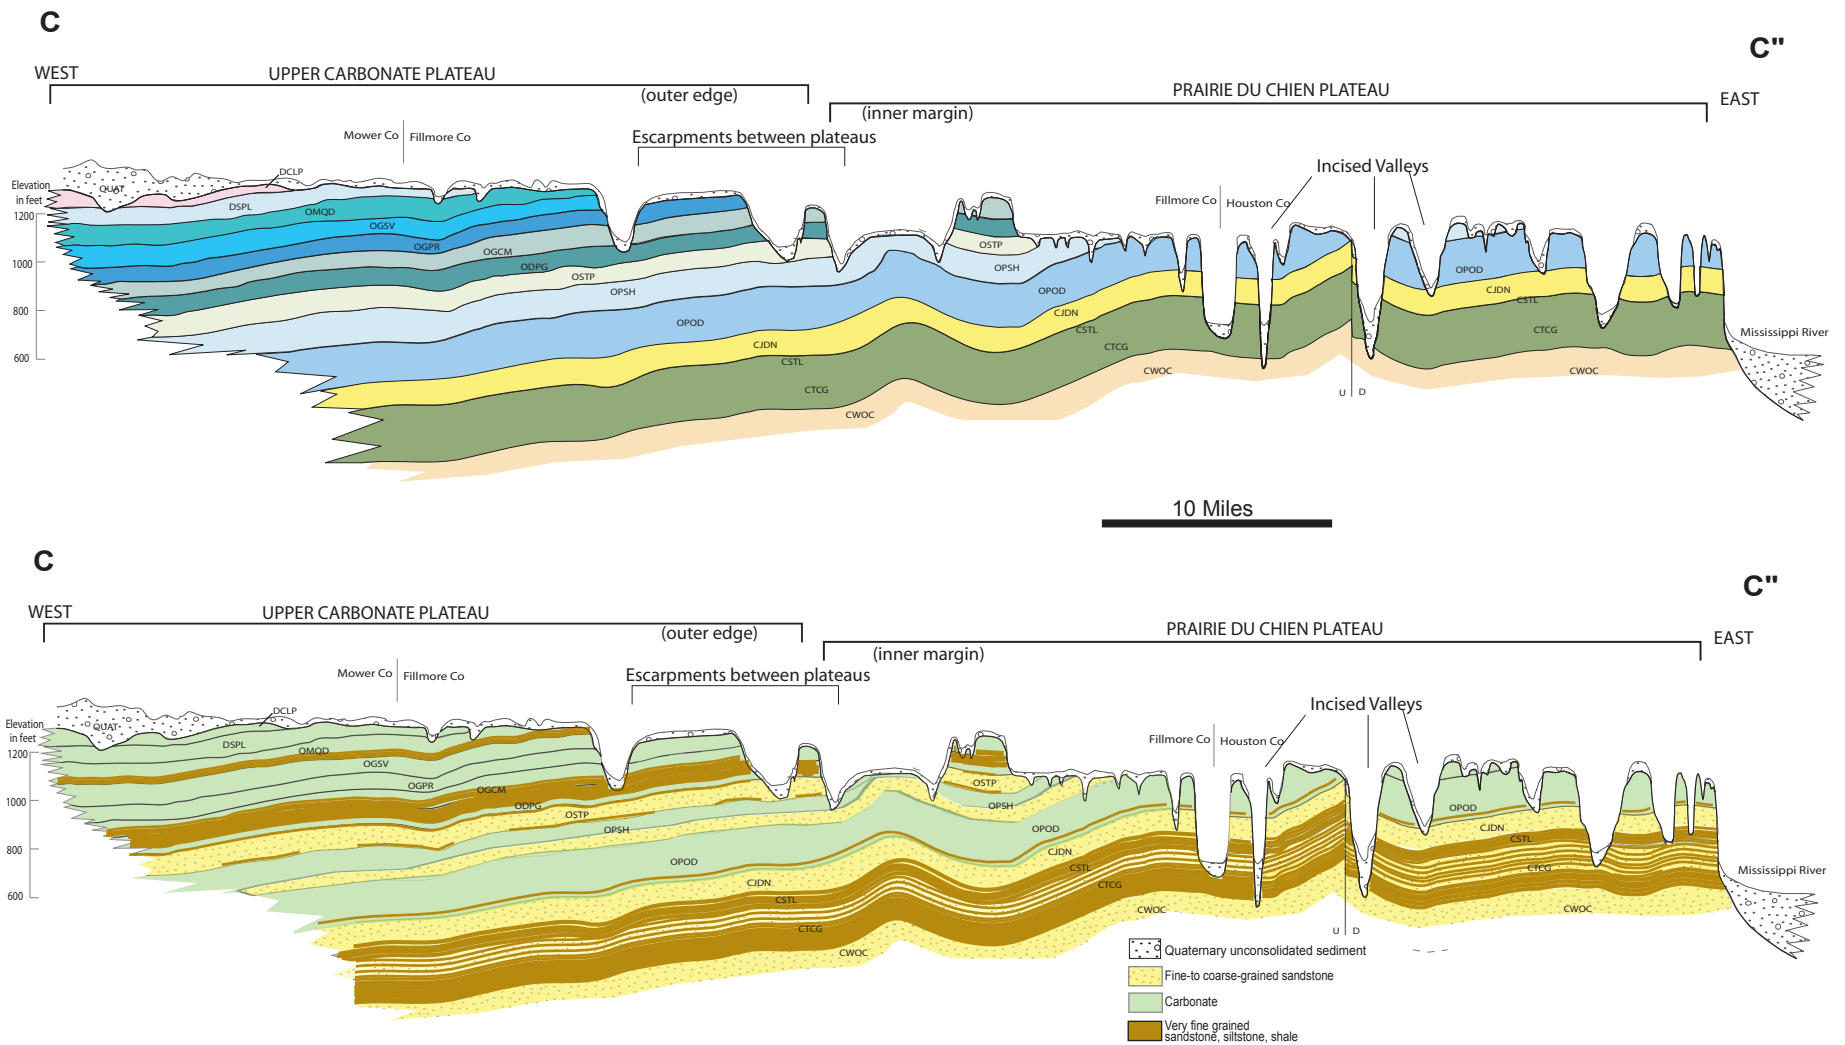 C
C"
WEST
UPPER CARBONATE PLATEAU
(outer edge)
PRAIRIE DU CHIEN PLATEAU
EAST
(inner margin)
Mower Co
Fillmore Co
Escarpments between plateaus
Incised Valleys
Elevation
in feet
1200
1000
800
600
QUAT
DCLP
DSPL
OMQD
OGSV
OGPR
OGCM
ODPG
OSTP
OPSH
OPOD
CJDN
CSTL
CTCG
CWOC
OSTP
OPSH
OPOD
CJDN
CSTL
CTCG
CWOC
Fillmore Co
Houston Co
U
D
OPOD
CJDN
CSTL
CTCG
CWOC
Mississippi River
10 Miles
C
C"
WEST
UPPER CARBONATE PLATEAU
(outer edge)
PRAIRIE DU CHIEN PLATEAU
EAST
(inner margin)
Mower Co
Fillmore Co
Escarpments between plateaus
Incised Valleys
Elevation
in feet
1200
1000
800
600
QUAT
DCLP
DSPL
OMQD
OGSV
OGPR
OGCM
ODPG
OSTP
OPSH
OPOD
CJDN
CSTL
CTCG
CWOC
OSTP
OPSH
OPOD
CJDN
CSTL
CTCG
CWOC
Fillmore Co
Houston Co
U
D
OPOD
CJDN
CSTL
CTCG
CWOC
Mississippi River
Quaternary unconsolidated sediment
Fine-to coarse-grained sandstone
Carbonate
Very fine grained
sandstone, siltstone, shale